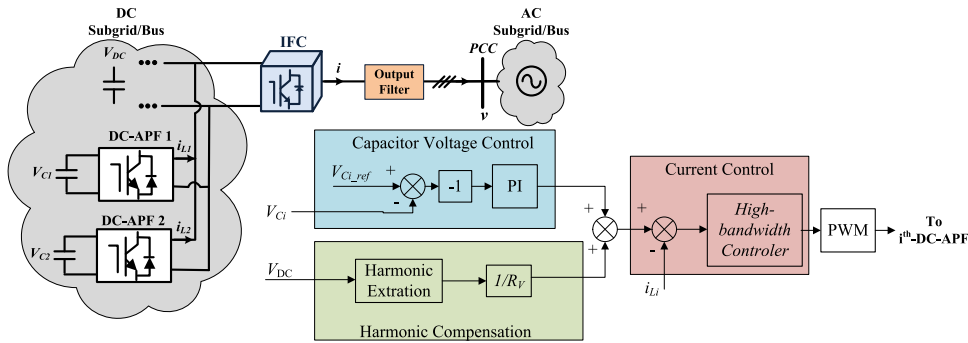 DC
Subgrid/Bus
V_DC
IFC
i
Output
Filter
PCC
v
AC
Subgrid/Bus
DC-APF 1
V_C1
i_L1
DC-APF 2
V_C2
i_L2
Capacitor Voltage Control
V_Ci_ref
+
-
-1
PI
V_Ci
+
+
V_DC
Harmonic
Extration
1/R_V
Harmonic Compensation
Current Control
+
-
High-
bandwidth
Controler
i_Li
PWM
To
i^th-DC-APF